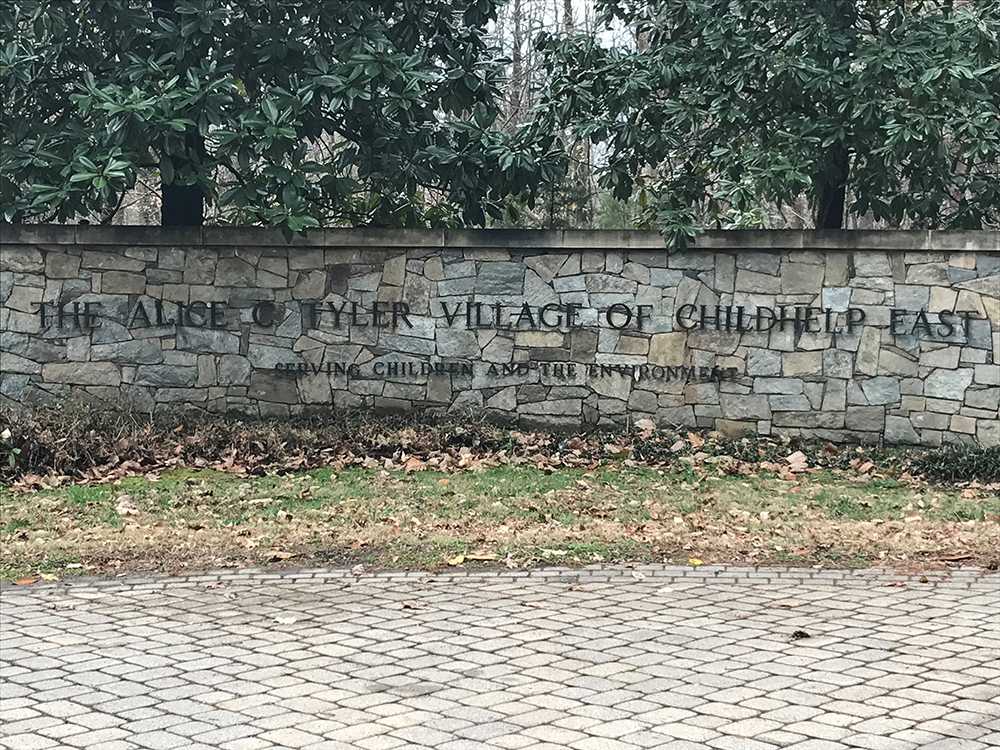 THE ALICE C TYLER VILLAGE OF CHILDHELP EAST
SERVING CHILDREN AND THE ENVIRONMENT